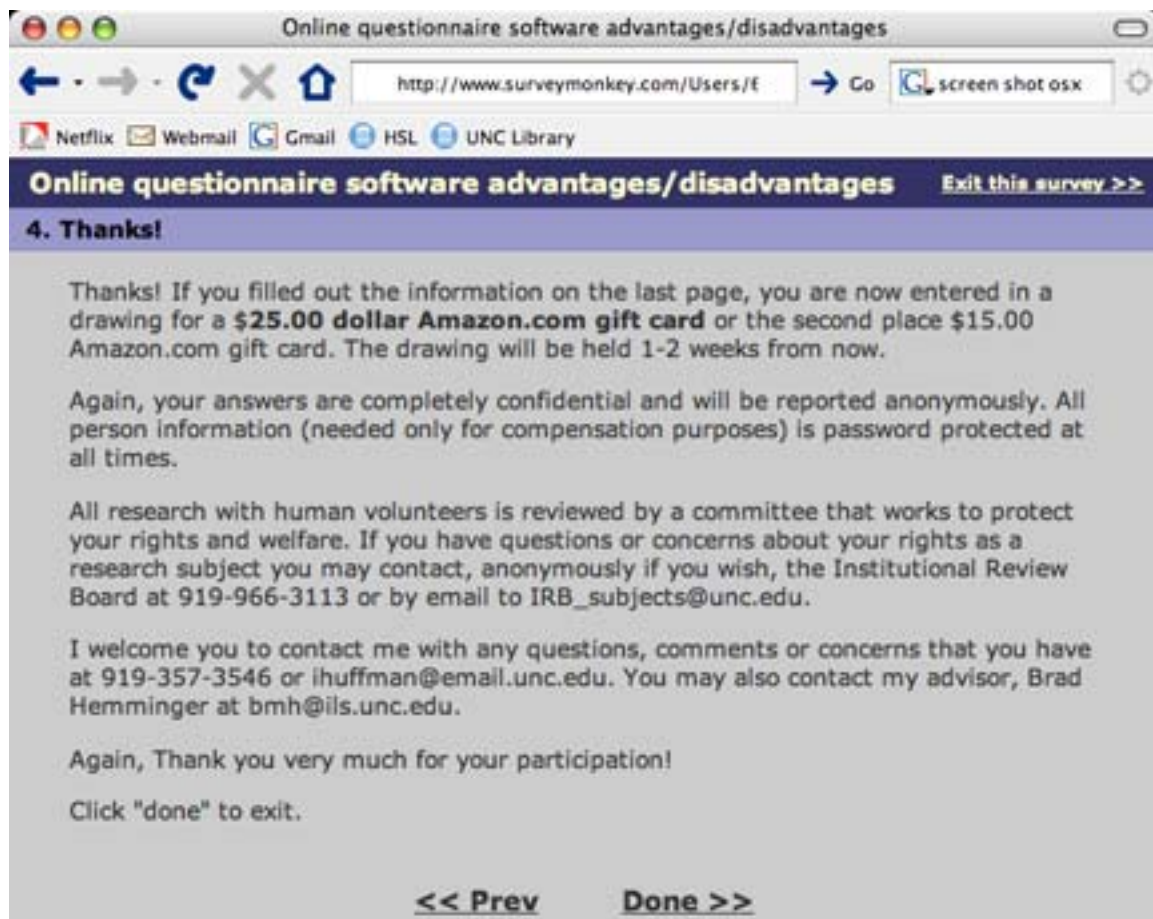 Online questionnaire software advantages/disadvantages
http://www.surveymonkey.com/Users/
Go
screen shot osx
Netflix Webmail Gmail HSL UNC Library
Online questionnaire software advantages/disadvantages Exit this survey >>
4. Thanks!
Thanks! If you filled out the information on the last page, you are now entered in a
drawing for a $25.00 dollar Amazon.com gift card or the second place $15.00
Amazon.com gift card. The drawing will be held 1-2 weeks from now.
Again, your answers are completely confidential and will be reported anonymously. All
person information (needed only for compensation purposes) is password protected at
all times.
All research with human volunteers is reviewed by a committee that works to protect
your rights and welfare. If you have questions or concerns about your rights as a
research subject you may contact, anonymously if you wish, the Institutional Review
Board at 919-966-3113 or by email to IRB_subjects@unc.edu.
I welcome you to contact me with any questions, comments or concerns that you have
at 919-357-3546 or ihuffman@email.unc.edu. You may also contact my advisor, Brad
Hemminger at bmh@ils.unc.edu.
Again, Thank you very much for your participation!
Click "done" to exit.
<< Prev Done >>